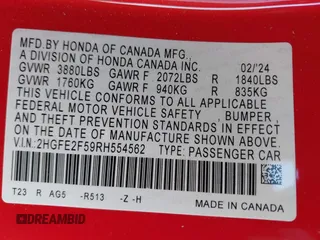 MFD.BY HONDA OF CANADA MFG.
A DIVISION OF HONDA CANADA INC. 02/'24
GVWR 3880LBS GAWR F 2072LBS R 1840LBS
GVWR 1760KG GAWR F 940KG R 835KG
THIS VEHICLE CONFORMS TO ALL APPLICABLE
FEDERAL MOTOR VEHICLE SAFETY , BUMPER ,
AND THEFT PREVENTION STANDARDS IN EFFECT
ON THE DATE OF MANUFACTURE SHOWN ABOVE.
V.I.N: 2HGFE2F59RH554562 TYPE: PASSENGER CAR
T23 R AG5 -R513 -Z -H
MADE IN CANADA
DREAMBID